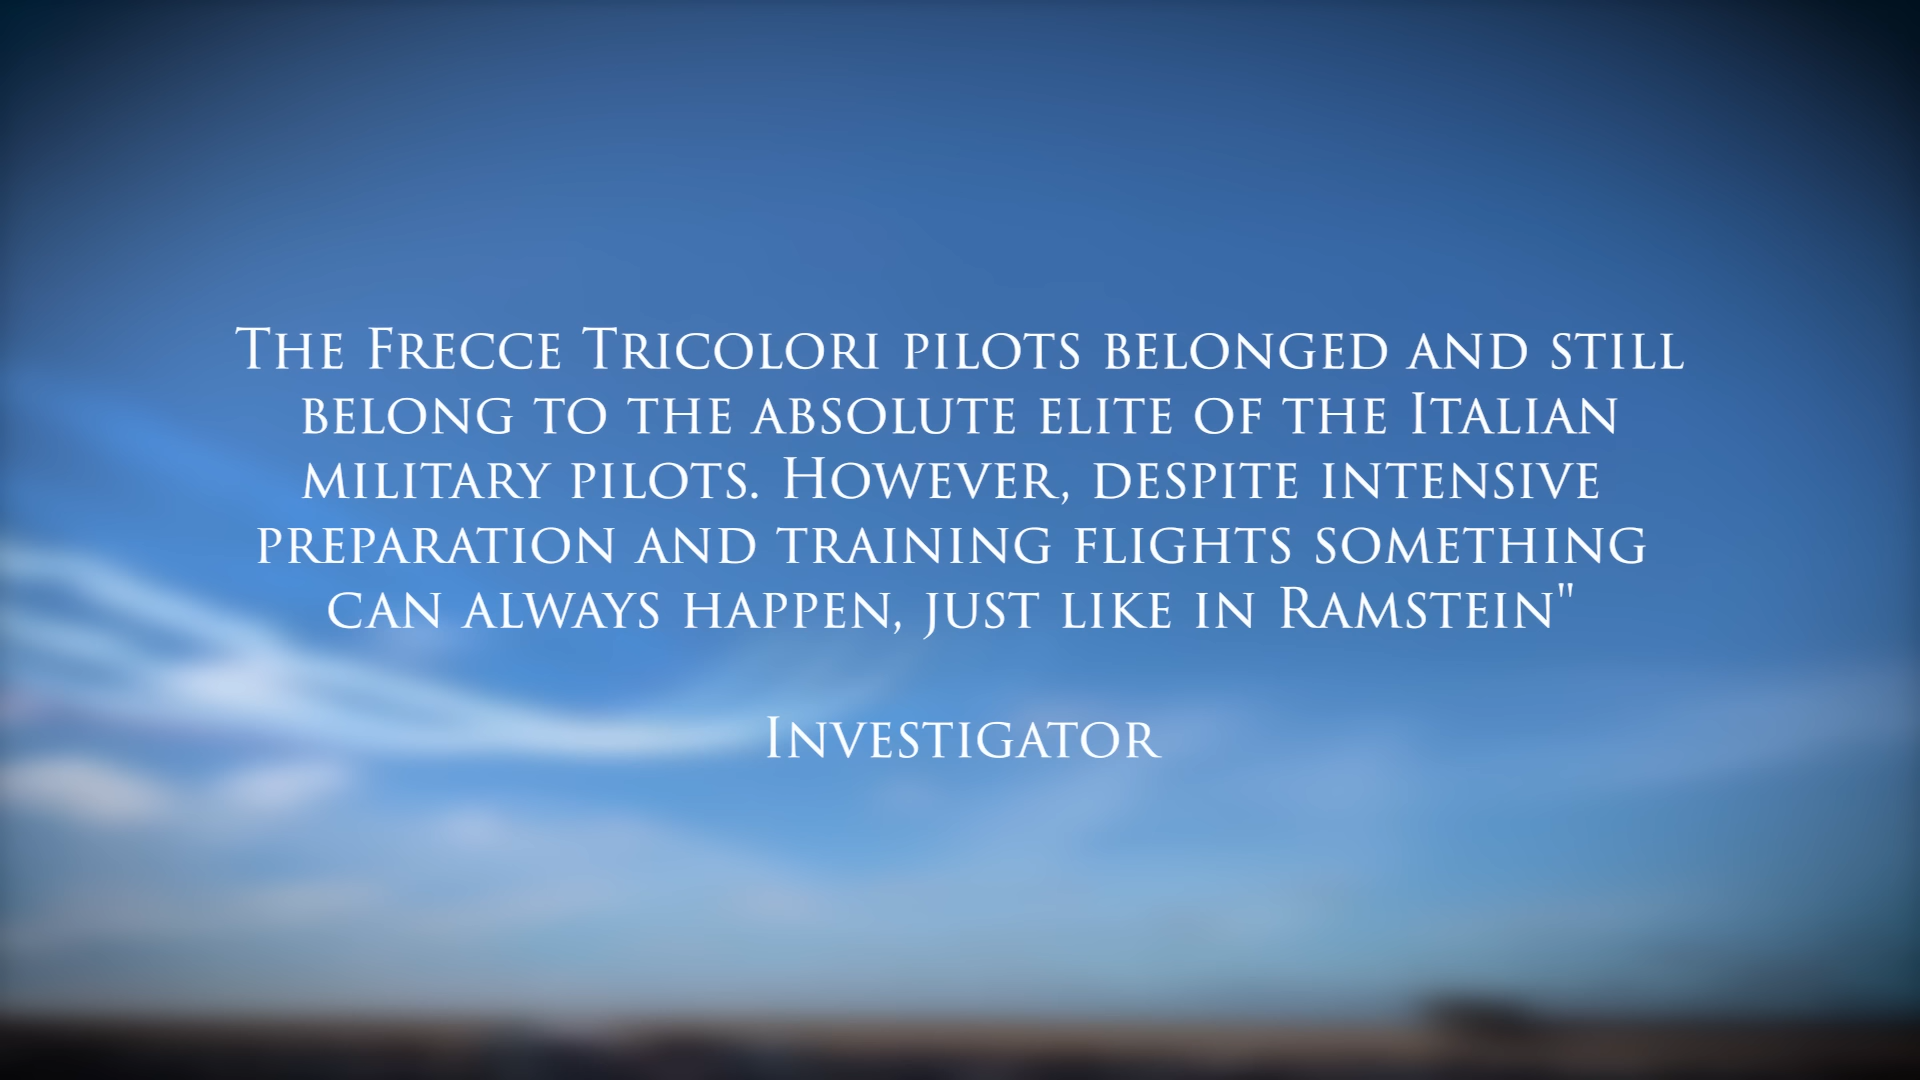 The Frecce Tricolori pilots belonged and still
belong to the absolute elite of the Italian
military pilots. However, despite intensive
preparation and training flights something
can always happen, just like in Ramstein"
Investigator